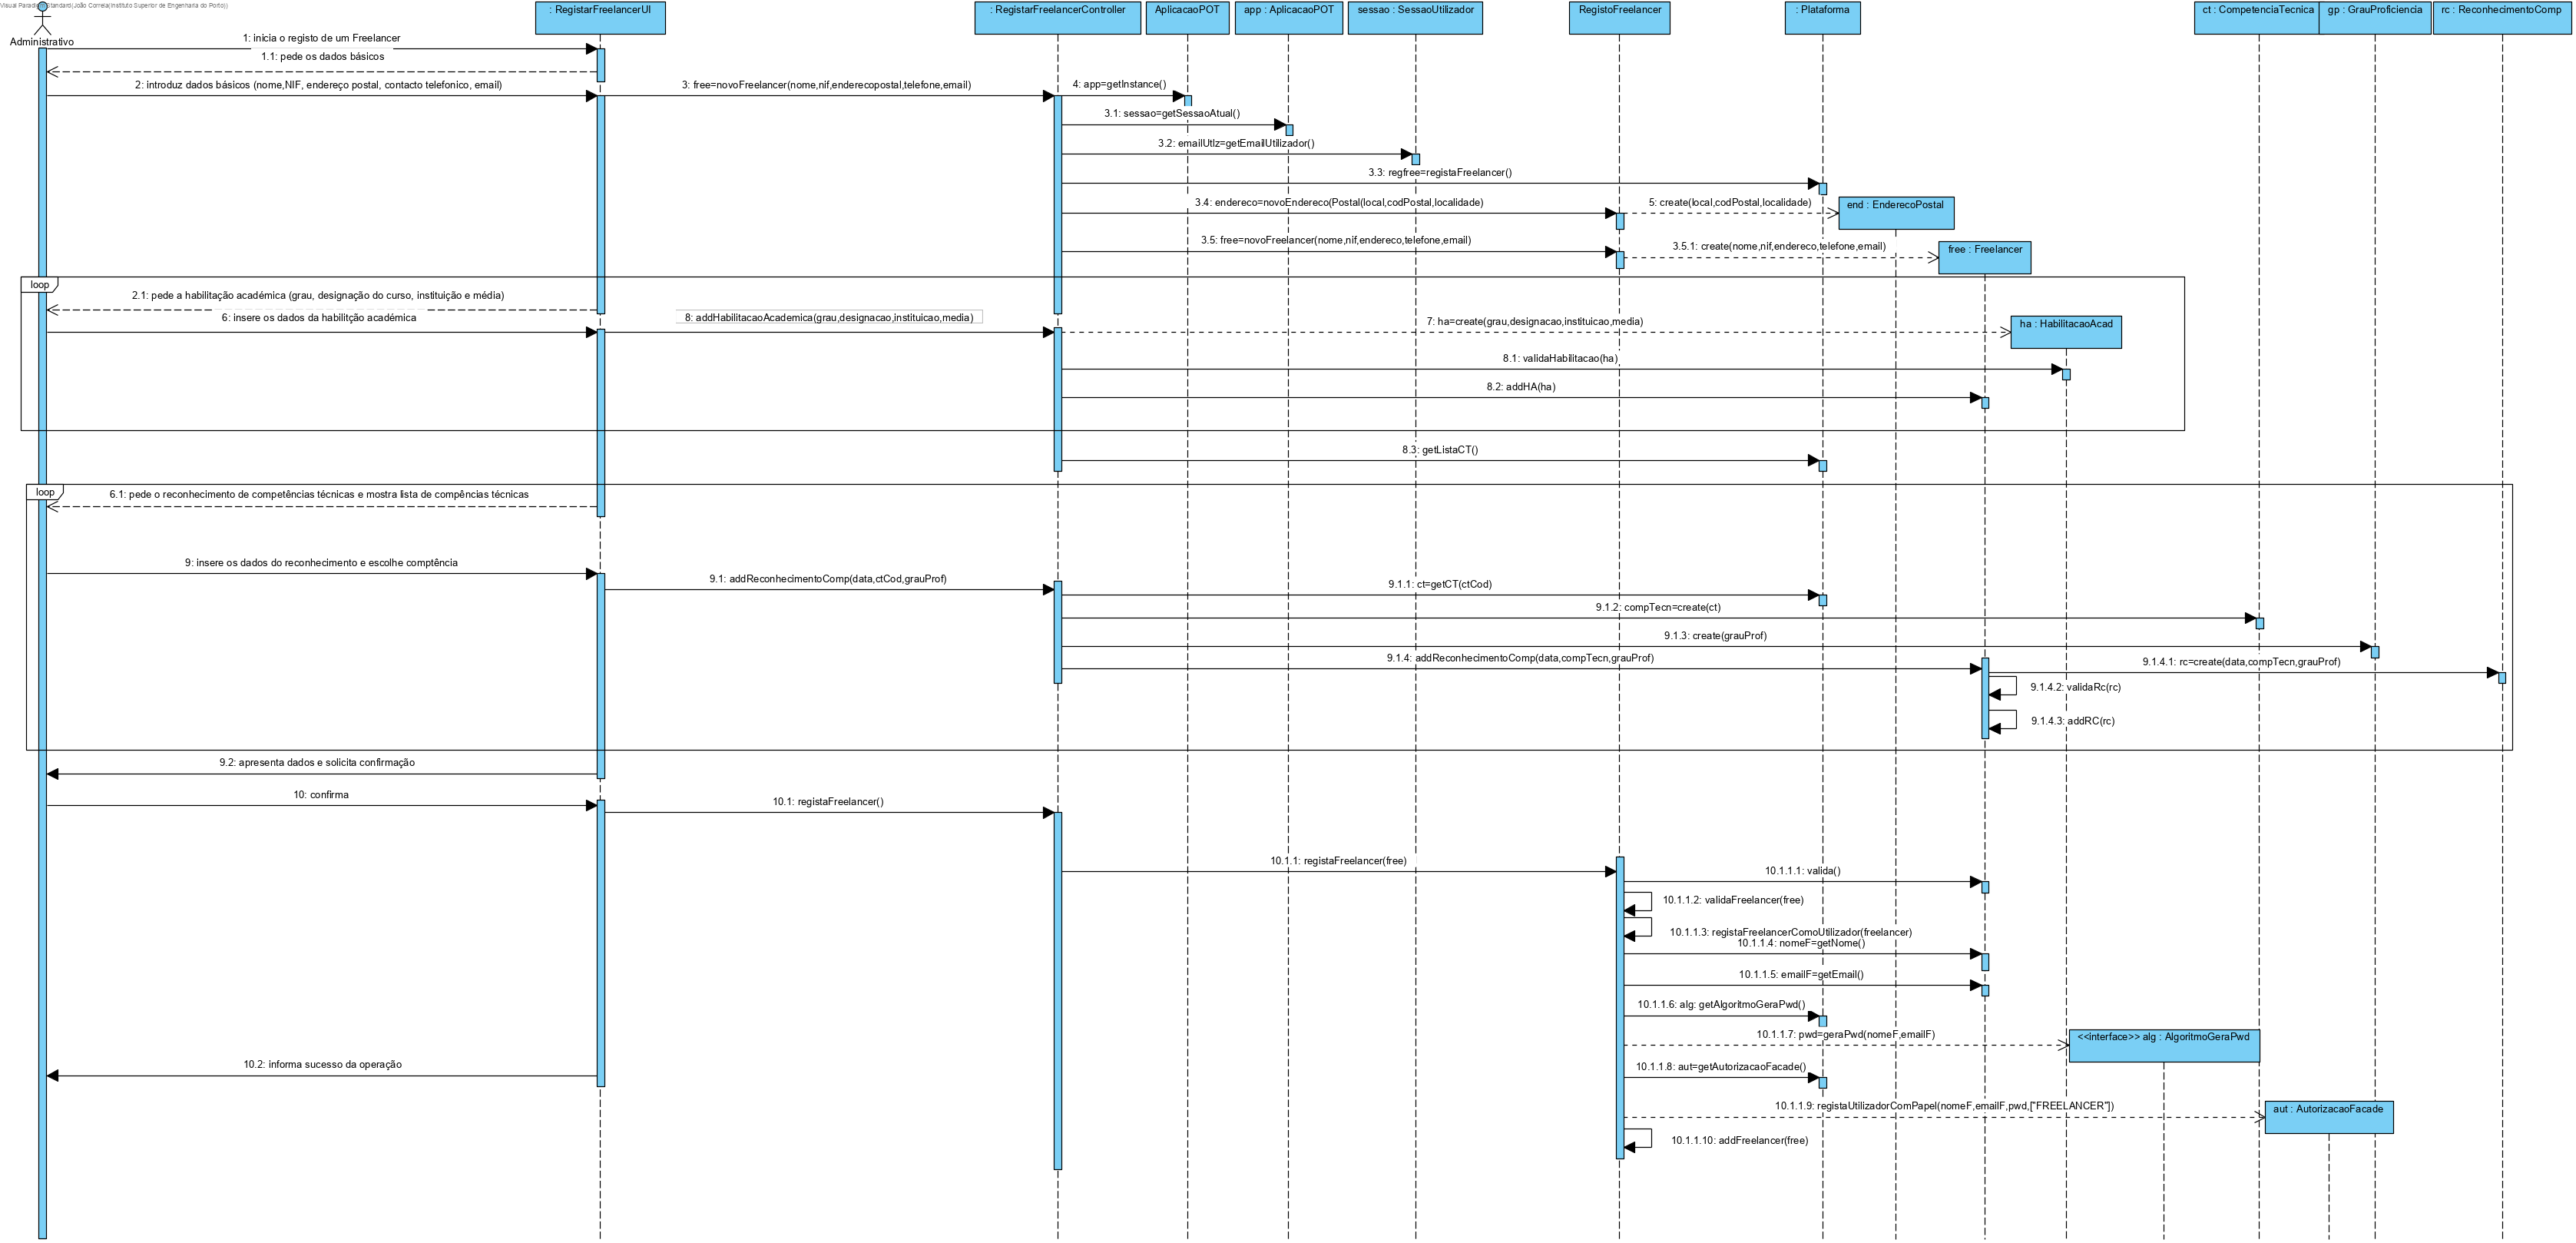 Visual Paradigm Standard(João Correia(Instituto Superior de Engenharia do Porto))
: RegistarFreelancerUI
: RegistarFreelancerController
AplicacaoPOT
app : AplicacaoPOT
sessao : SessaoUtilizador
RegistoFreelancer
: Plataforma
ct : CompetenciaTecnica
gp : GrauProficiencia
rc : ReconhecimentoComp
Administrativo
1: inicia o registo de um Freelancer
1.1: pede os dados básicos
2: introduz dados básicos (nome,NIF, endereço postal, contacto telefonico, email)
3: free=novoFreelancer(nome,nif,enderecopostal,telefone,email)
4: app=getInstance()
3.1: sessao=getSessaoAtual()
3.2: emailUtlz=getEmailUtilizador()
3.3: regfree=registaFreelancer()
3.4: endereco=novoEndereco(Postal(local,codPostal,localidade)
5: create(local,codPostal,localidade)
end : EnderecoPostal
3.5: free=novoFreelancer(nome,nif,endereco,telefone,email)
3.5.1: create(nome,nif,endereco,telefone,email)
free : Freelancer
loop
2.1: pede a habilitação académica (grau, designação do curso, instituição e média)
6: insere os dados da habilitção académica
8: addHabilitacaoAcademica(grau,designacao,instituicao,media)
7: ha=create(grau,designacao,instituicao,media)
ha : HabilitacaoAcad
8.1: validaHabilitacao(ha)
8.2: addHA(ha)
8.3: getListaCT()
loop
6.1: pede o reconhecimento de competências técnicas e mostra lista de compências técnicas
9: insere os dados do reconhecimento e escolhe comptência
9.1: addReconhecimentoComp(data,ctCod,grauProf)
9.1.1: ct=getCT(ctCod)
9.1.2: compTecn=create(ct)
9.1.3: create(grauProf)
9.1.4: addReconhecimentoComp(data,compTecn,grauProf)
9.1.4.1: rc=create(data,compTecn,grauProf)
9.1.4.2: validaRc(rc)
9.1.4.3: addRC(rc)
9.2: apresenta dados e solicita confirmação
10: confirma
10.1: registaFreelancer()
10.1.1: registaFreelancer(free)
10.1.1.1: valida()
10.1.1.2: validaFreelancer(free)
10.1.1.3: registaFreelancerComoUtilizador(freelancer)
10.1.1.4: nomeF=getNome()
10.1.1.5: emailF=getEmail()
10.1.1.6: alg: getAlgoritmoGeraPwd()
10.1.1.7: pwd=geraPwd(nomeF,emailF)
<<interface>> alg : AlgoritmoGeraPwd
10.2: informa sucesso da operação
10.1.1.8: aut=getAutorizacaoFacade()
10.1.1.9: registaUtilizadorComPapel(nomeF,emailF,pwd,["FREELANCER"])
aut : AutorizacaoFacade
10.1.1.10: addFreelancer(free)